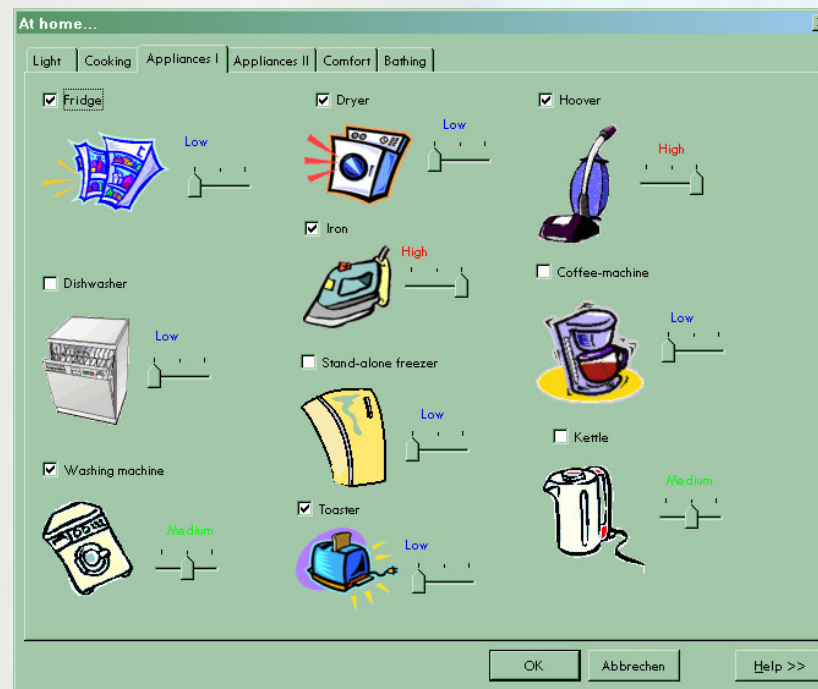 At home...
Light Cooking Appliances I Appliances II Comfort Bathing
Fridge
Low
Dryer
Low
Hoover
High
Iron
High
Dishwasher
Low
Coffee-machine
Low
Stand-alone freezer
Low
Kettle
Medium
Washing machine
Medium
Toaster
Low
OK Abbrechen Help >>